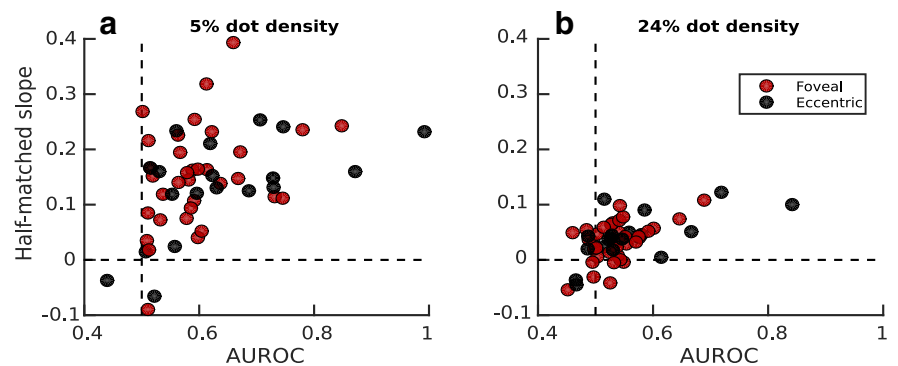 a
5% dot density
0.4
0.3
0.2
0.1
0
-0.1
0.4
0.6
0.8
1
AUROC
Half-matched slope
b
24% dot density
0.4
0.3
0.2
0.1
0
-0.1
0.4
0.6
0.8
1
AUROC
Foveal
Eccentric